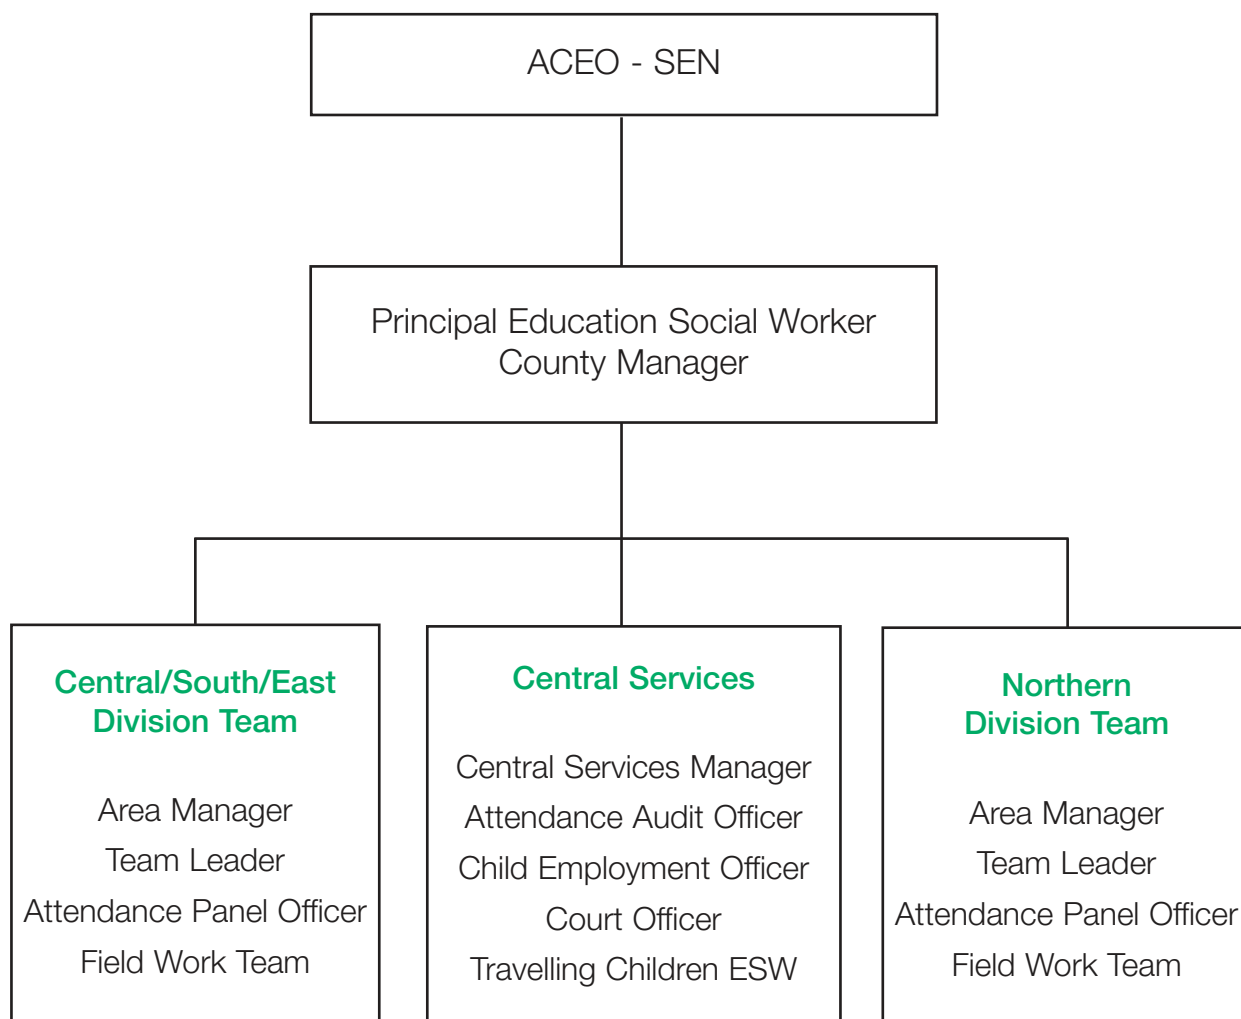 ACEO - SEN
Principal Education Social Worker
County Manager
Central/South/East
Division Team
Area Manager
Team Leader
Attendance Panel Officer
Field Work Team
Central Services
Central Services Manager
Attendance Audit Officer
Child Employment Officer
Court Officer
Travelling Children ESW
Northern
Division Team
Area Manager
Team Leader
Attendance Panel Officer
Field Work Team